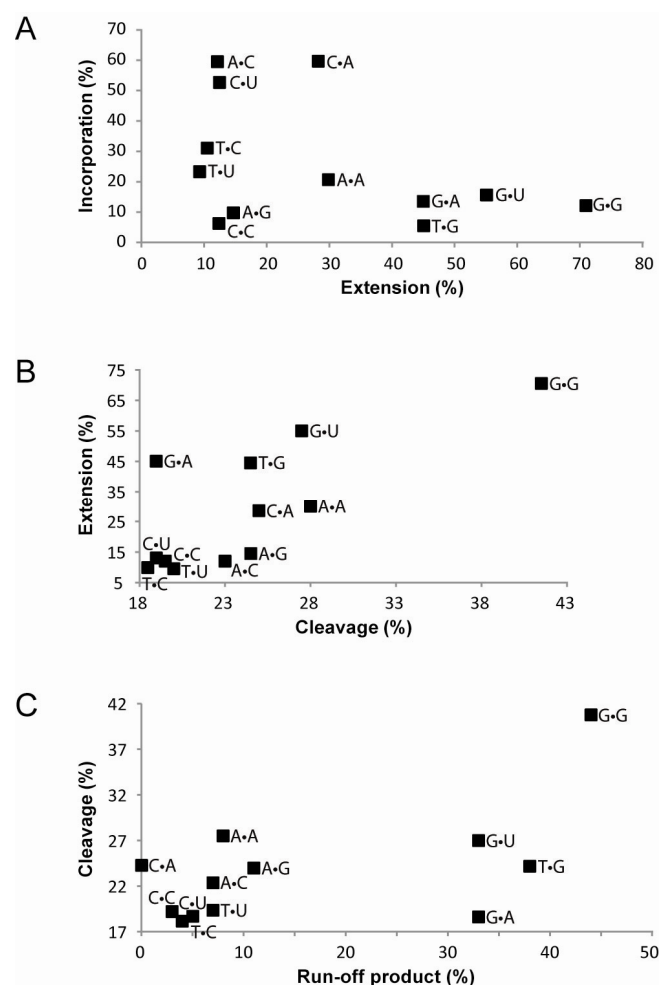 A
70
60
50
40
30
20
10
0
Incorporation (%)
A•C
C•A
C•U
T•C
T•U
A•A
A•G
C•C
G•A
G•U
G•G
T•G
0 10 20 30 40 50 60 70 80
Extension (%)
B
75
65
55
45
35
25
15
5
Extension (%)
G•G
G•U
G•A
T•G
C•A
A•A
C•U
C•C
A•G
T•C
T•U
A•C
18 23 28 33 38 43
Cleavage (%)
C
42
37
32
27
22
17
Cleavage (%)
G•G
A•A
G•U
C•A
A•G
T•G
A•C
C•C
C•U
T•U
T•C
G•A
0 10 20 30 40 50
Run-off product (%)